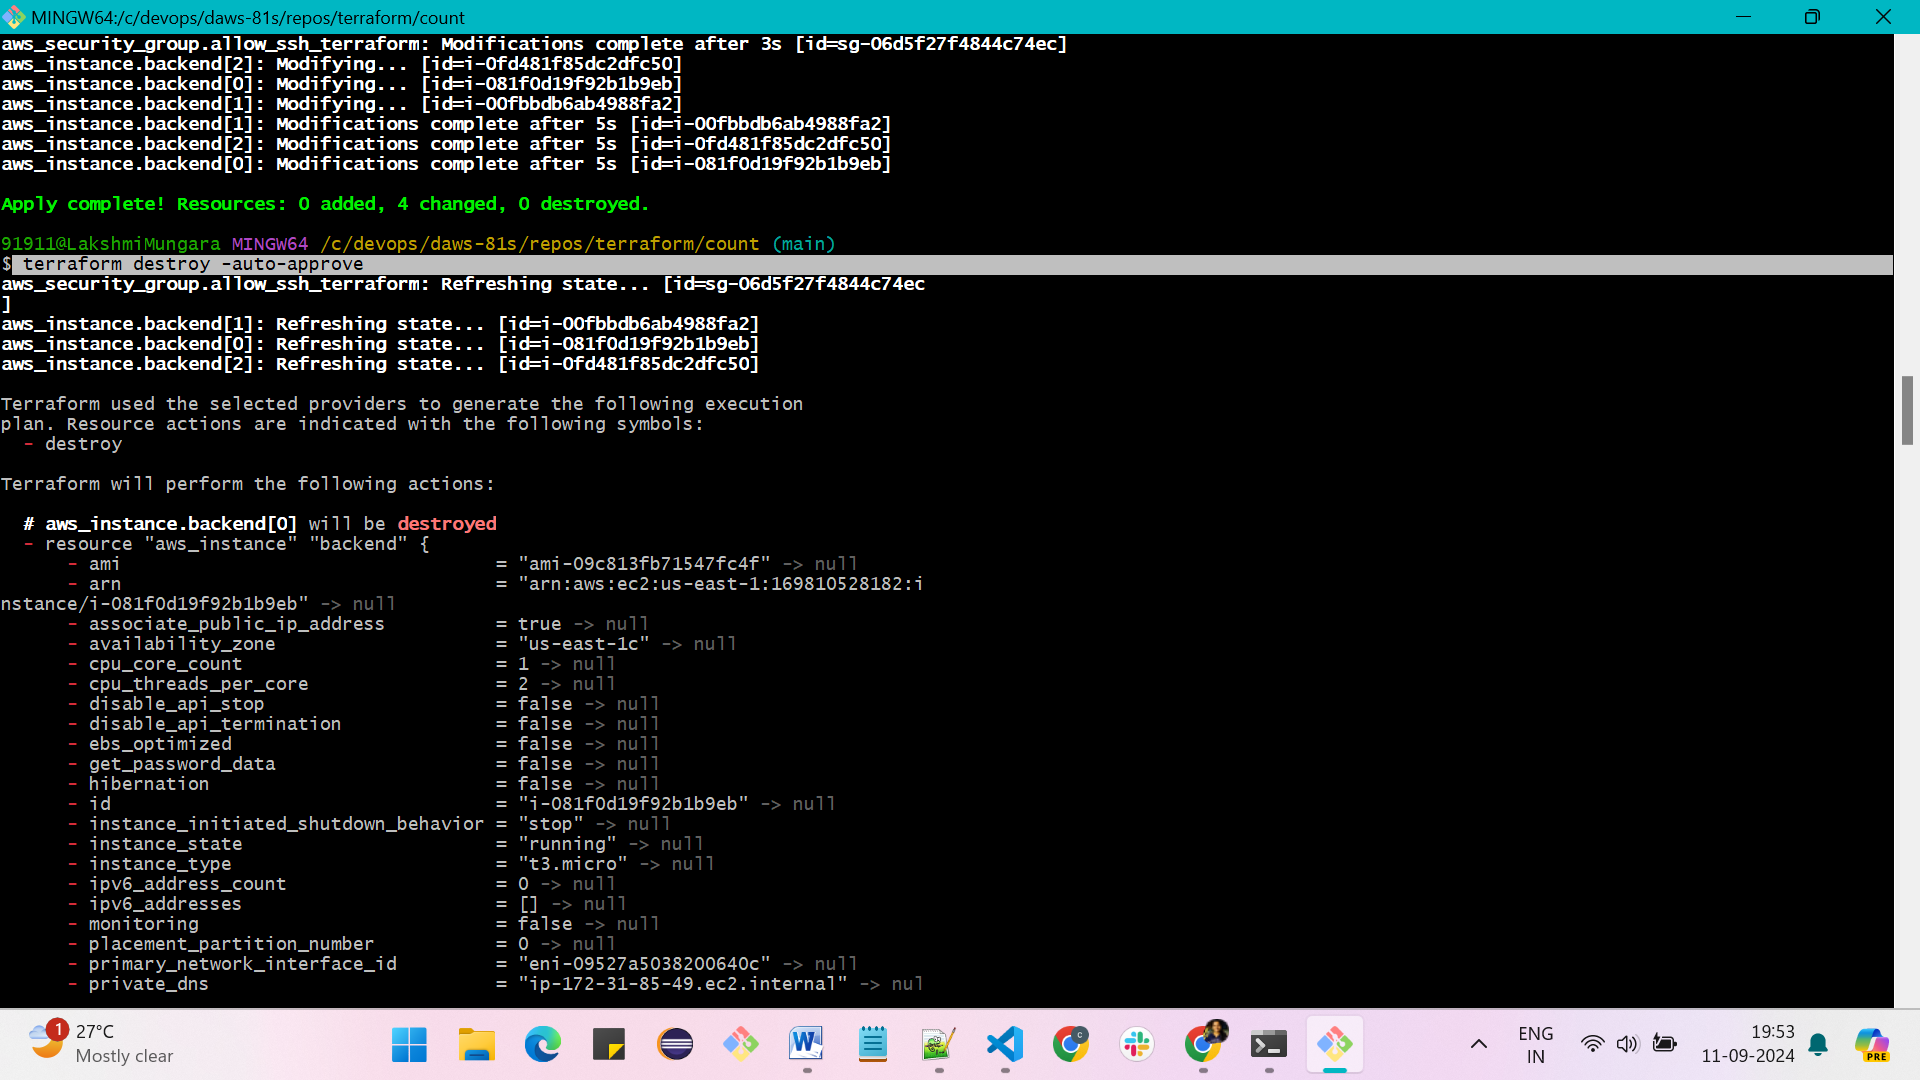 MINGW64:/c/devops/daws-81s/repos/terraform/count
aws_security_group.allow_ssh_terraform: Modifications complete after 3s [id=sg-06d5f27f4844c74ec]
aws_instance.backend[2]: Modifying... [id=i-0fd481f85dc2dfc50]
aws_instance.backend[0]: Modifying... [id=i-081f0d19f92b1b9eb]
aws_instance.backend[1]: Modifying... [id=i-00fbbdb6ab4988fa2]
aws_instance.backend[1]: Modifications complete after 5s [id=i-00fbbdb6ab4988fa2]
aws_instance.backend[2]: Modifications complete after 5s [id=i-0fd481f85dc2dfc50]
aws_instance.backend[0]: Modifications complete after 5s [id=i-081f0d19f92b1b9eb]
Apply complete! Resources: 0 added, 4 changed, 0 destroyed.
91911@LakshmiMungara MINGW64 /c/devops/daws-81s/repos/terraform/count (main)
$ terraform destroy -auto-approve
aws_security_group.allow_ssh_terraform: Refreshing state... [id=sg-06d5f27f4844c74ec
]
aws_instance.backend[1]: Refreshing state... [id=i-00fbbdb6ab4988fa2]
aws_instance.backend[0]: Refreshing state... [id=i-081f0d19f92b1b9eb]
aws_instance.backend[2]: Refreshing state... [id=i-0fd481f85dc2dfc50]
Terraform used the selected providers to generate the following execution
plan. Resource actions are indicated with the following symbols:
- destroy
Terraform will perform the following actions:
# aws_instance.backend[0] will be destroyed
- resource "aws_instance" "backend" {
- ami = "ami-09c813fb71547fc4f" -> null
- arn = "arn:aws:ec2:us-east-1:169810528182:i
nstance/i-081f0d19f92b1b9eb" -> null
- associate_public_ip_address = true -> null
- availability_zone = "us-east-1c" -> null
- cpu_core_count = 1 -> null
- cpu_threads_per_core = 2 -> null
- disable_api_stop = false -> null
- disable_api_termination = false -> null
- ebs_optimized = false -> null
- get_password_data = false -> null
- hibernation = false -> null
- id = "i-081f0d19f92b1b9eb" -> null
- instance_initiated_shutdown_behavior = "stop" -> null
- instance_state = "running" -> null
- instance_type = "t3.micro" -> null
- ipv6_address_count = 0 -> null
- ipv6_addresses = [] -> null
- monitoring = false -> null
- placement_partition_number = 0 -> null
- primary_network_interface_id = "eni-09527a5038200640c" -> null
- private_dns = "ip-172-31-85-49.ec2.internal" -> nul
1
27°C
Mostly clear
W
C
PRE
ENG
IN
19:53
11-09-2024